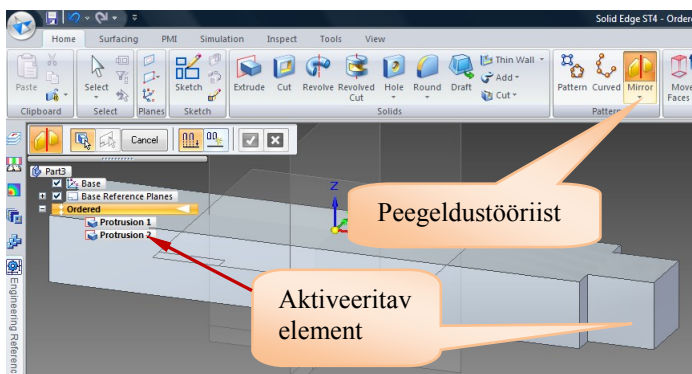 Solid Edge ST4 - Ordere
Home Surfacing PMI Simulation Inspect Tools View
Paste
Select
Sketch
Extrude Cut Revolve Revolved Cut Hole Round Draft
Thin Wall
Add
Cut
Pattern Curved Mirror
Move Faces
Clipboard Select Planes Sketch Solids Pattern
Cancel
Part3
Base
Base Reference Planes
Ordered
Protrusion 1
Protrusion 2
Z
Peegeldustööriist
Aktiveeritav
element
Engineering Referenc